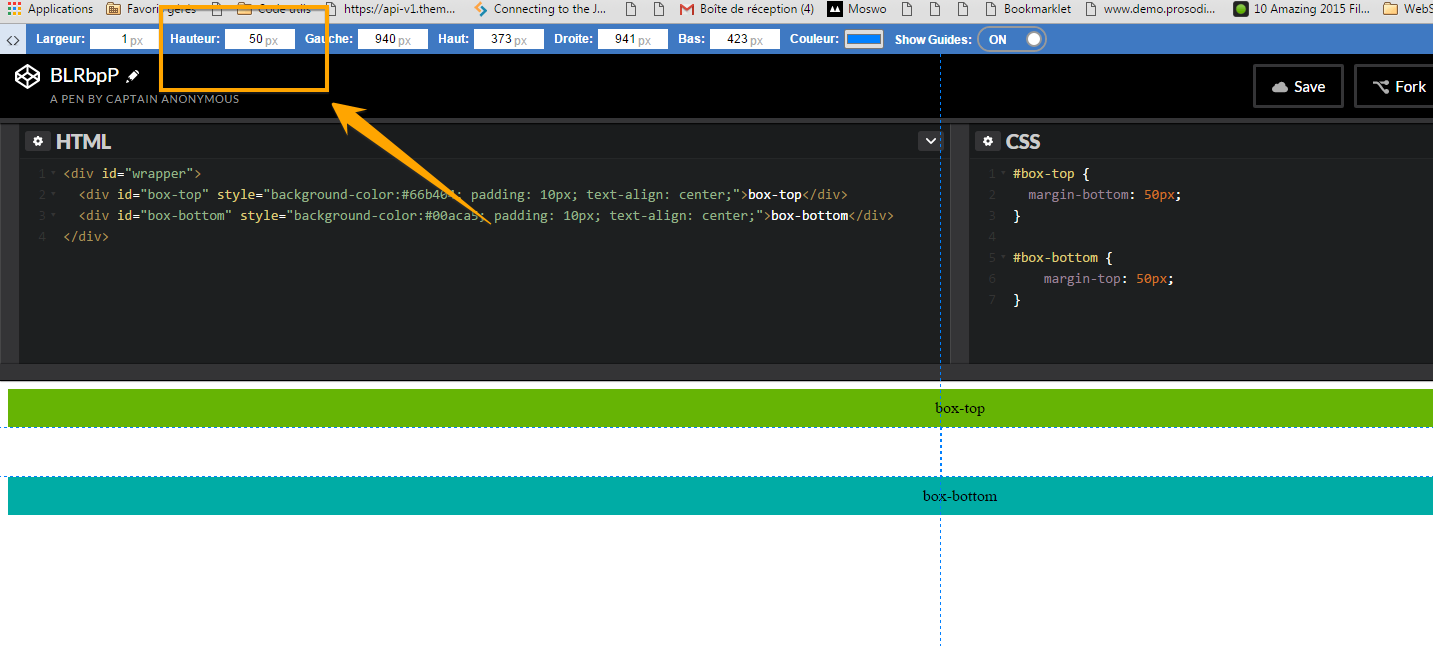 Applications Favori gérés Code utils https://api-v1.them... Connecting to the J... Boîte de réception (4) Moswo Bookmarklet www.demo.prosodi... 10 Amazing 2015 Fil... WebS
<> Largeur: 1 px Hauteur: 50 px Gauche: 940 px Haut: 373 px Droite: 941 px Bas: 423 px Couleur: Show Guides: ON
BLRbpP
Save Fork
A PEN BY CAPTAIN ANONYMOUS
HTML
1 <div id="wrapper">
2 <div id="box-top" style="background-color:#66b40 ; padding: 10px; text-align: center;">box-top</div>
3 <div id="box-bottom" style="background-color:#00aca5; padding: 10px; text-align: center;">box-bottom</div>
4 </div>
CSS
1 #box-top {
2 margin-bottom: 50px;
3 }
4
5 #box-bottom {
6 margin-top: 50px;
7 }
box-top
box-bottom